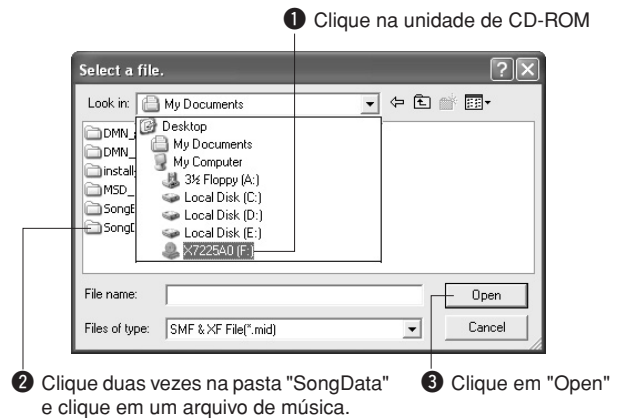 ❶ Clique na unidade de CD-ROM
Select a file.
Look in: My Documents
Desktop
My Documents
My Computer
3½ Floppy (A:)
Local Disk (C:)
Local Disk (D:)
Local Disk (E:)
X7225A0 (F:)
DMN_
DMN_
install
MSD_
File name:
Open
Files of type: SMF & XF File(*.mid)
Cancel
❷ Clique duas vezes na pasta "SongData"
e clique em um arquivo de música.
❸ Clique em "Open"